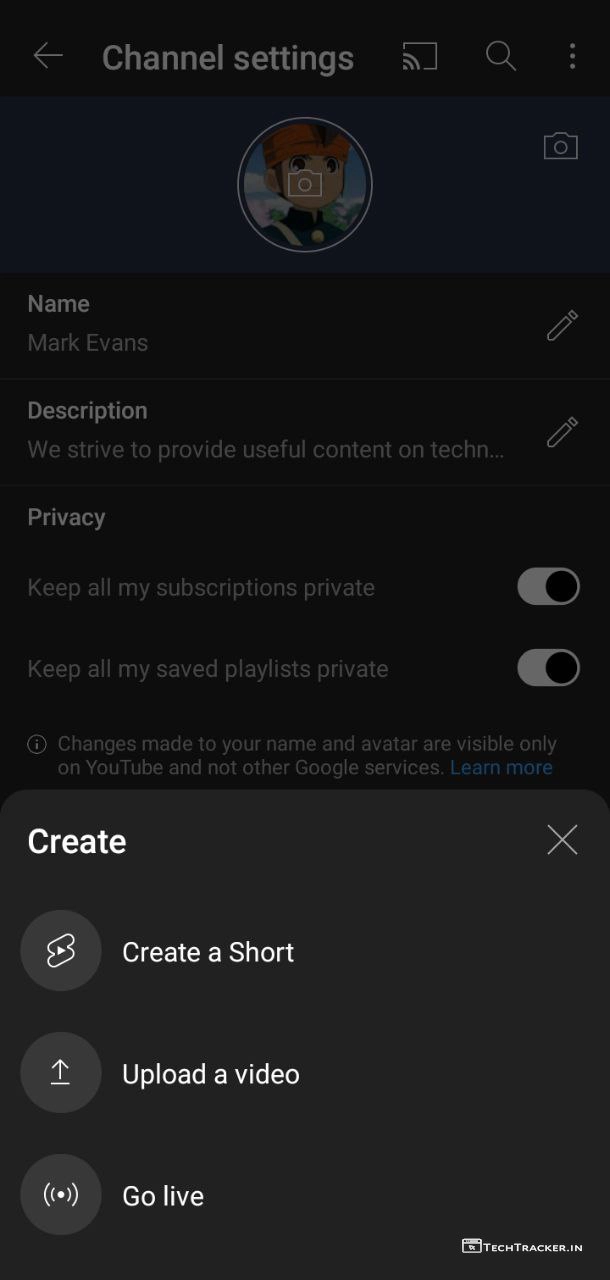 Channel settings
Name
Mark Evans
Description
We strive to provide useful content on techn...
Privacy
Keep all my subscriptions private
Keep all my saved playlists private
Changes made to your name and avatar are visible only
on YouTube and not other Google services. Learn more
Create
Create a Short
Upload a video
Go live
TECHTRACKER.IN